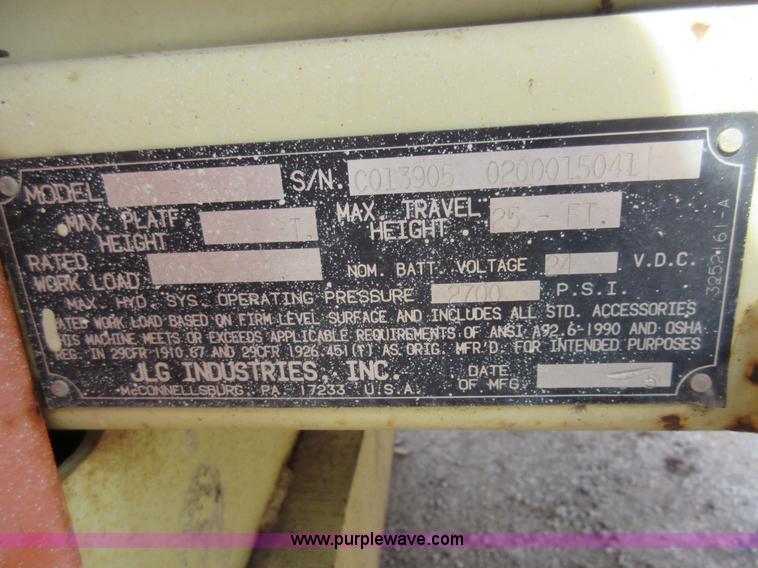 MODEL S/N. C013905 0200015041
MAX. PLATF. HEIGHT T. MAX. TRAVEL HEIGHT 25 - FT.
RATED WORK LOAD NOM. BATT. VOLTAGE 24 V.D.C.
MAX. HYD. SYS. OPERATING PRESSURE 2700 P.S.I.
RATED WORK LOAD BASED ON FIRM LEVEL SURFACE AND INCLUDES ALL STD. ACCESSORIES
THIS MACHINE MEETS OR EXCEEDS APPLICABLE REQUIREMENTS OF ANSI A92.6-1990 AND OSHA
REG. IN 29CFR 1910.67 AND 29CFR 1926.451(f) AS ORIG. MFR'D. FOR INTENDED PURPOSES
JLG INDUSTRIES, INC. DATE OF MFG.
McCONNELLSBURG, PA. 17233 U.S.A.
3252161-A
www.purplewave.com